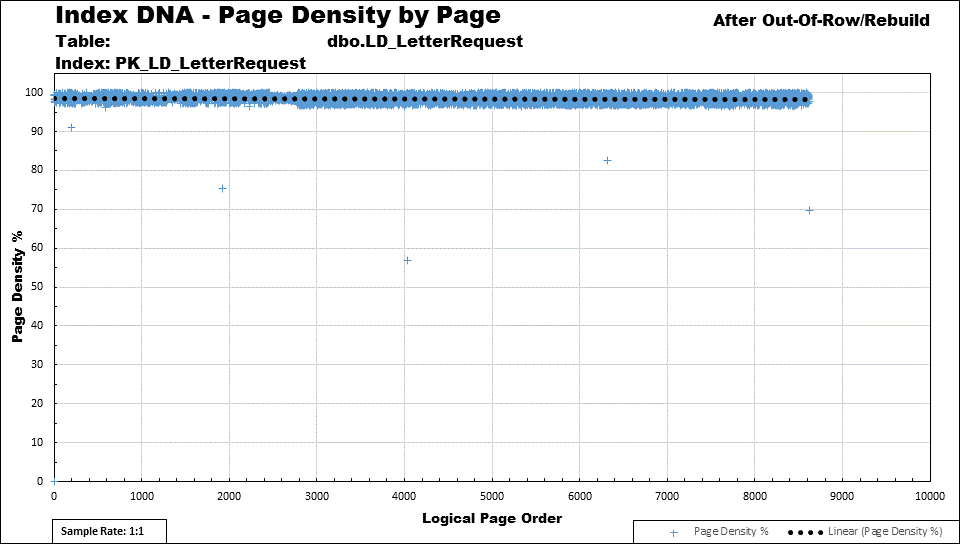 Index DNA - Page Density by Page
After Out-Of-Row/Rebuild
Table: dbo.LD_LetterRequest
Index: PK_LD_LetterRequest
100
90
80
70
60
50
40
30
20
10
0
Page Density %
0 1000 2000 3000 4000 5000 6000 7000 8000 9000 10000
Logical Page Order
Sample Rate: 1:1
Page Density % Linear (Page Density %)